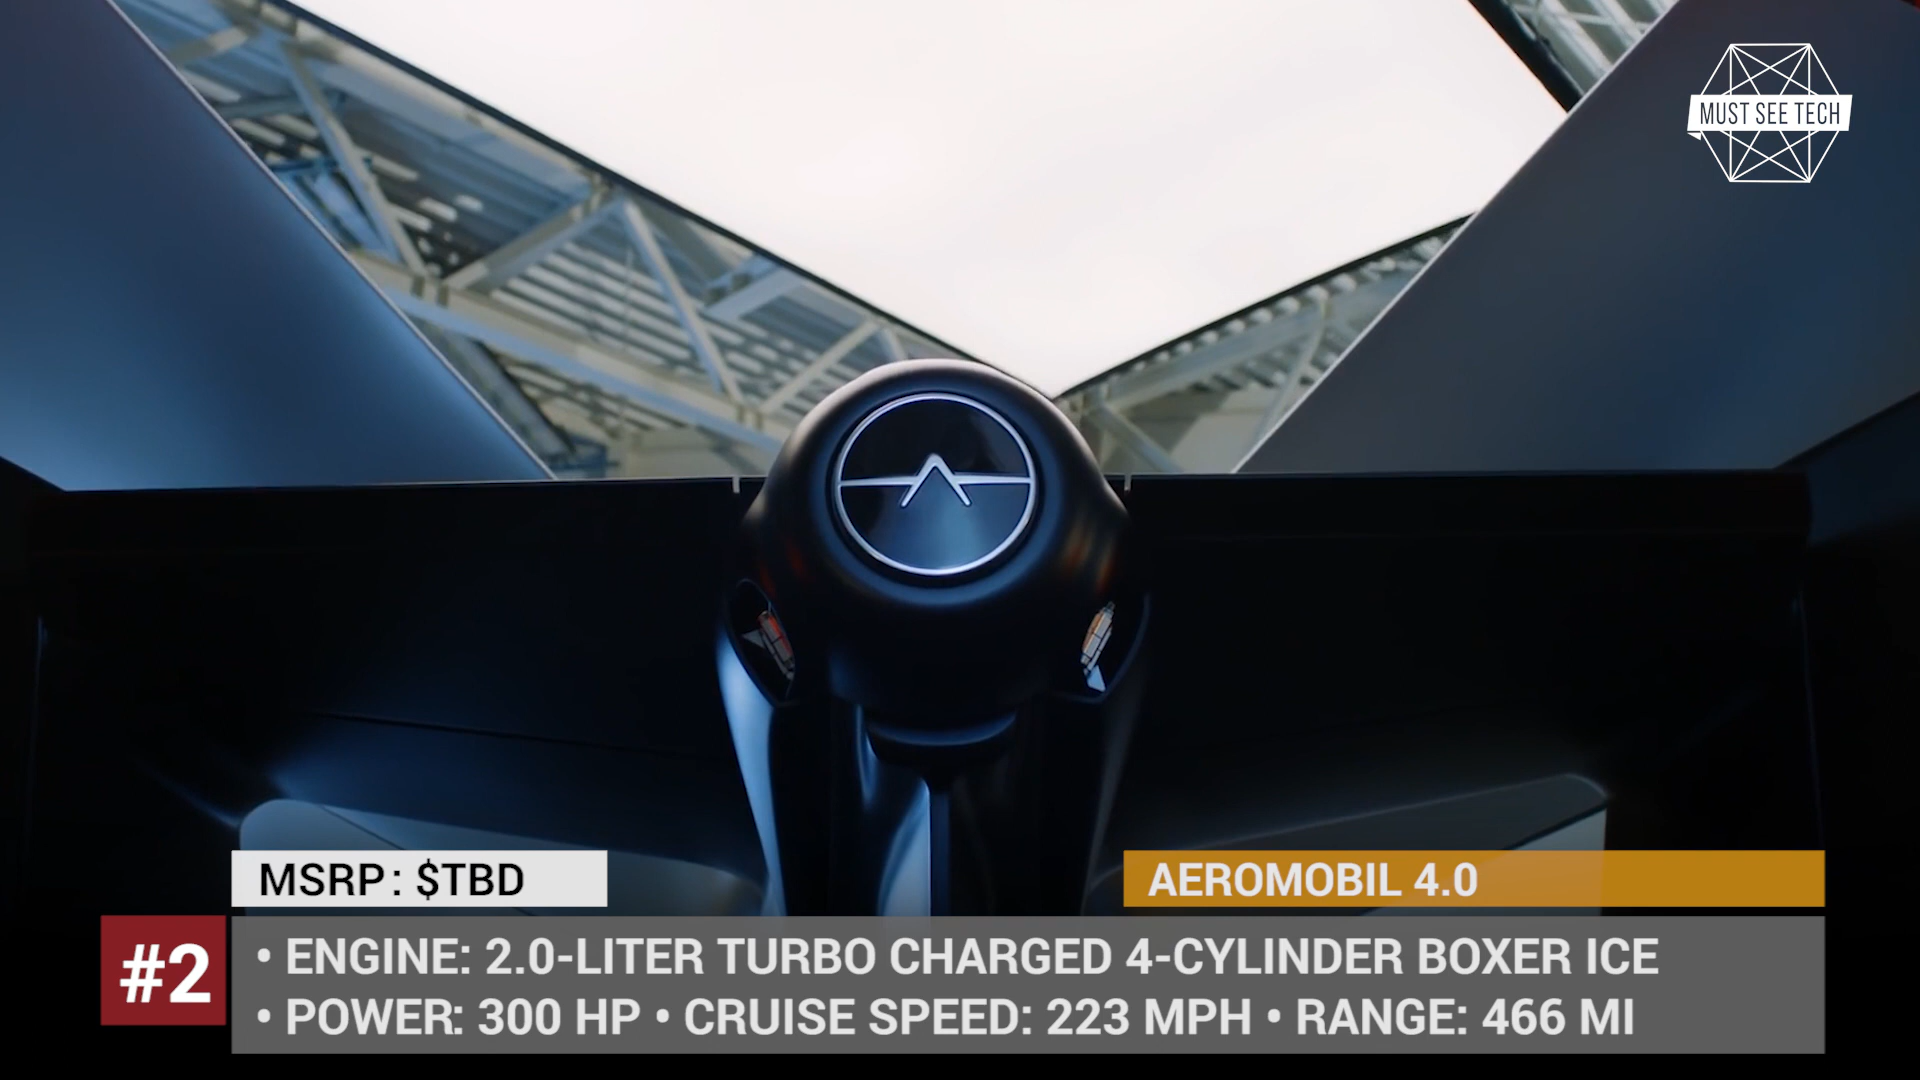 MUST SEE TECH
MSRP: $TBD
AEROMOBIL 4.0
#2
• ENGINE: 2.0-LITER TURBO CHARGED 4-CYLINDER BOXER ICE
• POWER: 300 HP • CRUISE SPEED: 223 MPH • RANGE: 466 MI